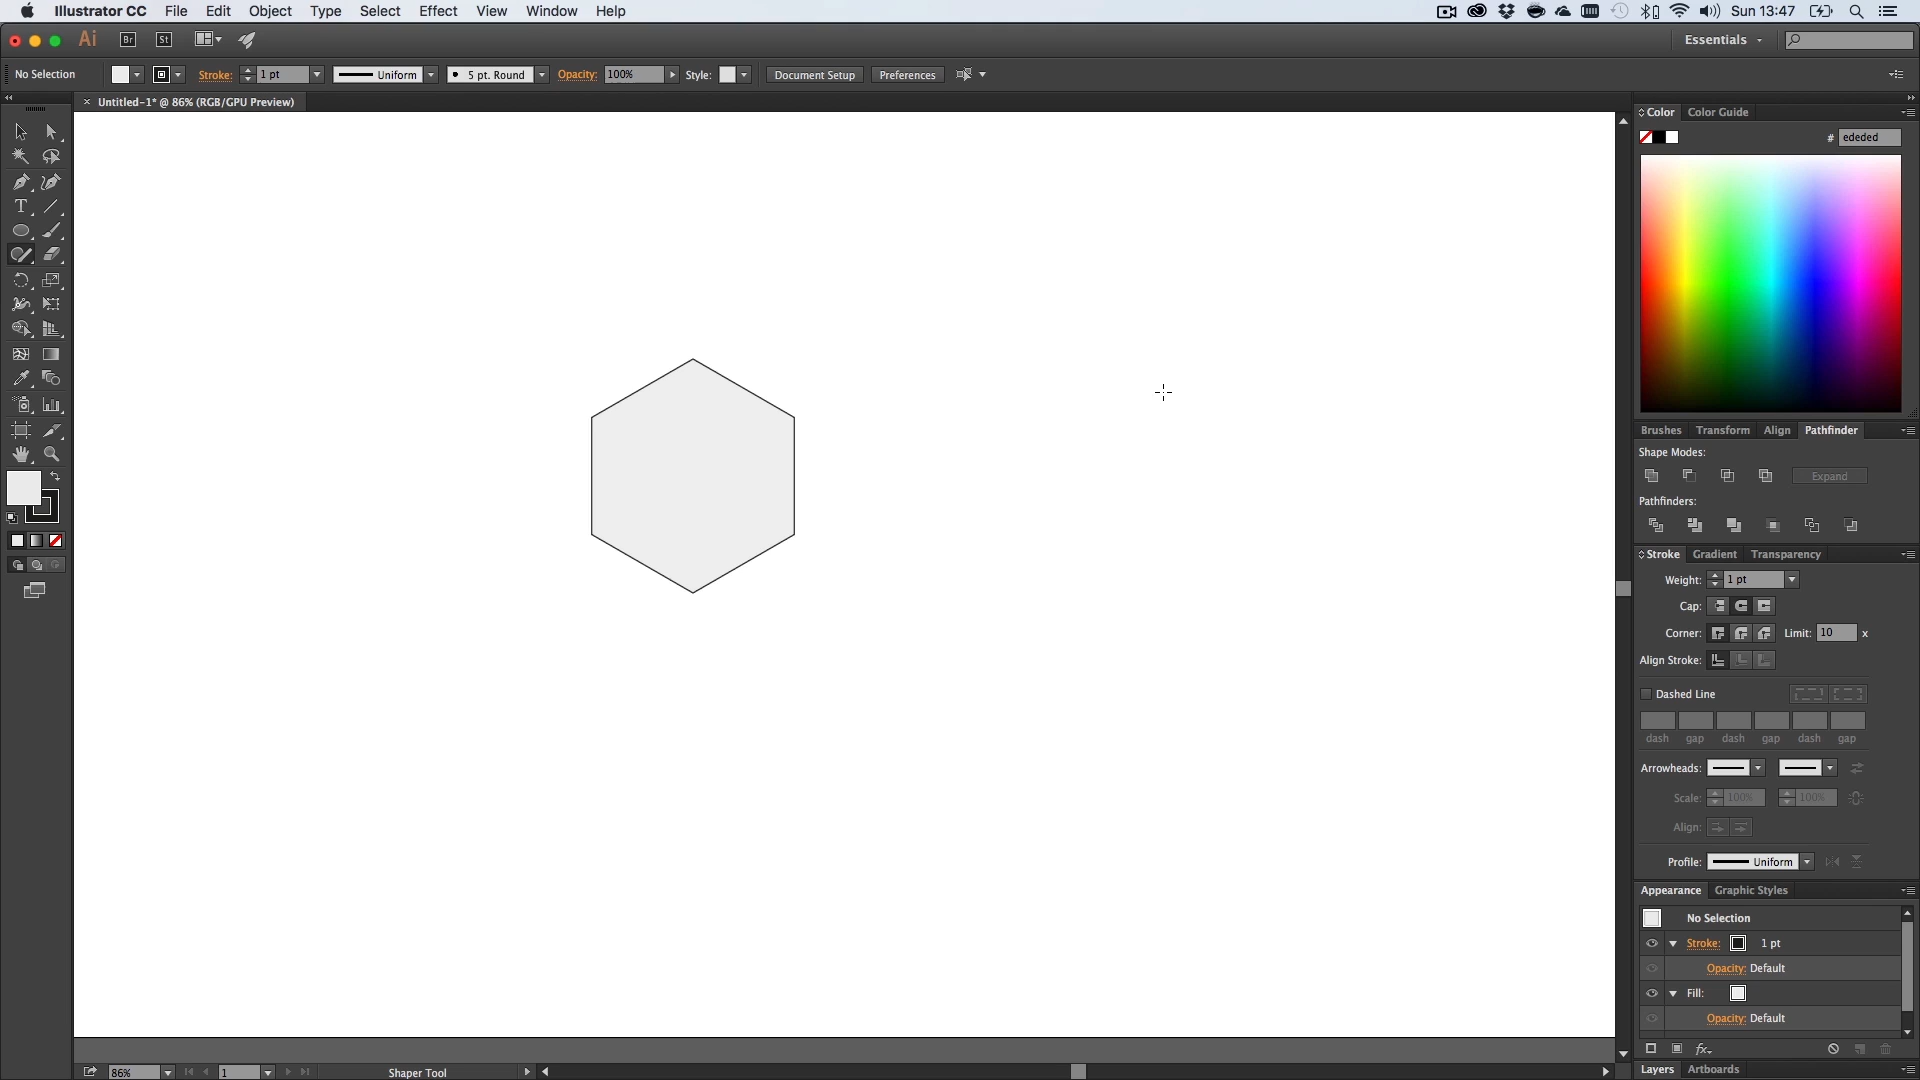 Illustrator CC File Edit Object Type Select Effect View Window Help Sun 13:47
Ai Br St Essentials
No Selection Stroke: 1 pt Uniform 5 pt. Round Opacity: 100% Style: Document Setup Preferences
× Untitled-1* @ 86% (RGB/GPU Preview)
Color Color Guide
# ededed
T
Brushes Transform Align Pathfinder
Shape Modes:
Expand
Pathfinders:
Stroke Gradient Transparency
Weight: 1 pt
Cap:
Corner: Limit: 10 x
Align Stroke:
Dashed Line
dash gap dash gap dash gap
Arrowheads:
Scale: 100% 100%
Align:
Profile: Uniform
Appearance Graphic Styles
No Selection
Stroke: 1 pt
Opacity: Default
Fill:
Opacity: Default
fx
Layers Artboards
86% 1 Shaper Tool